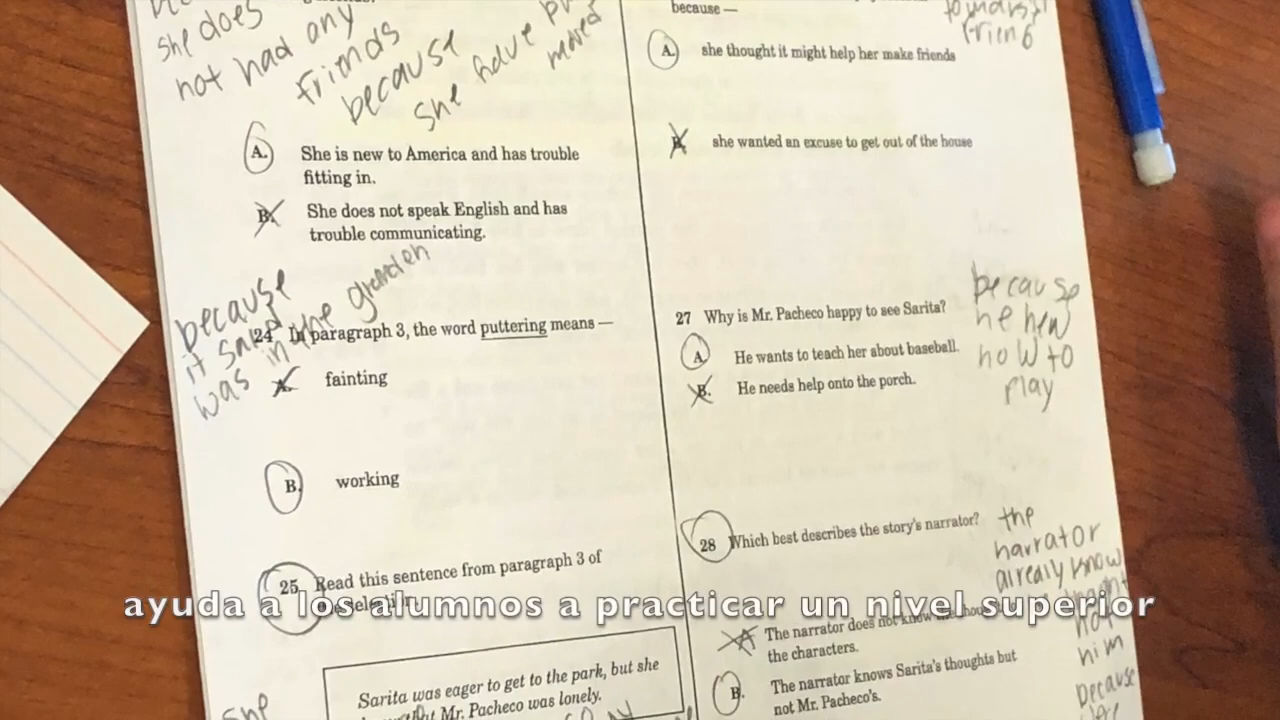 she does
not had any
friends
because
she have
moved
A. She is new to America and has trouble
fitting in.
B. She does not speak English and has
trouble communicating.
because
it said
was in the graden
24 In paragraph 3, the word puttering means —
A. fainting
B. working
25 Read this sentence from paragraph 3 of
Sarita was eager to get to the park, but she
Mr. Pacheco was lonely.
she
because —
A. she thought it might help her make friends
B. she wanted an excuse to get out of the house
27 Why is Mr. Pacheco happy to see Sarita?
A. He wants to teach her about baseball.
B. He needs help onto the porch.
because
he hew
how to
play
28 Which best describes the story's narrator?
the
narrator
alreaiy know
not
him
because
A The narrator does not know the
the characters.
B. The narrator knows Sarita's thoughts but
not Mr. Pacheco's.
ayuda a los alumnos a practicar un nivel superior